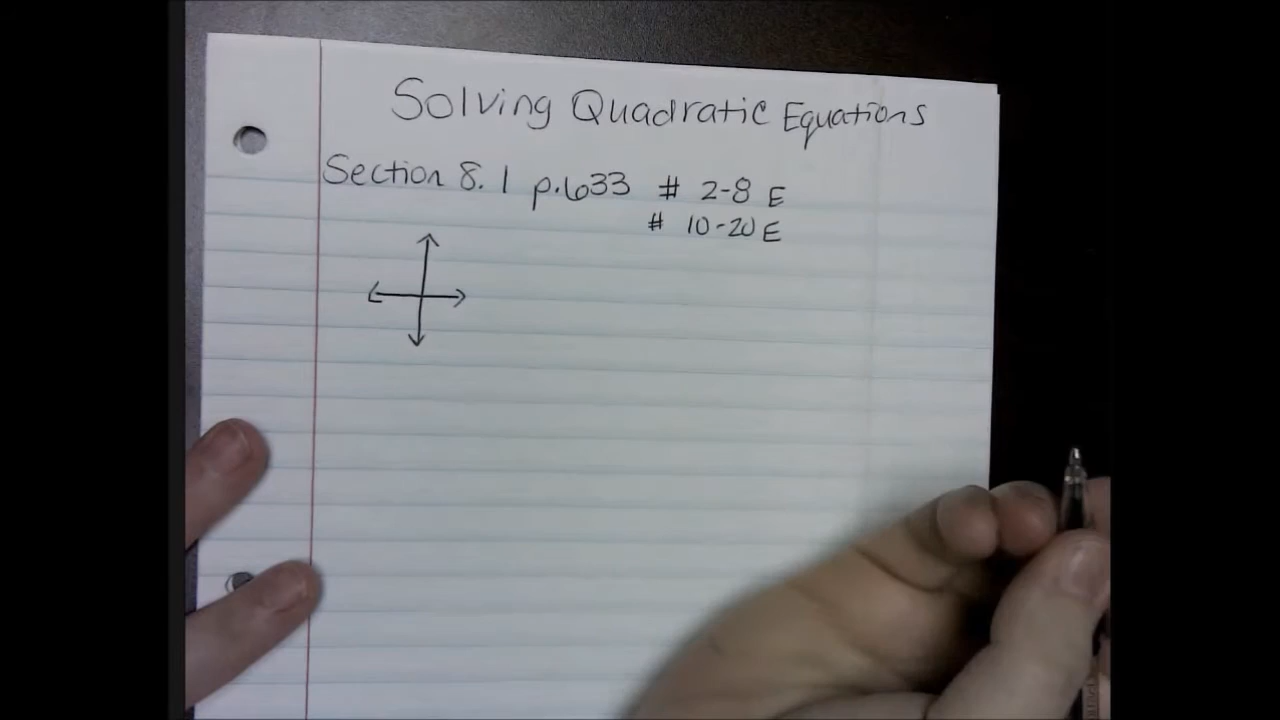 Solving Quadratic Equations
Section 8.1 p.633 # 2-8 E
# 10-20 E